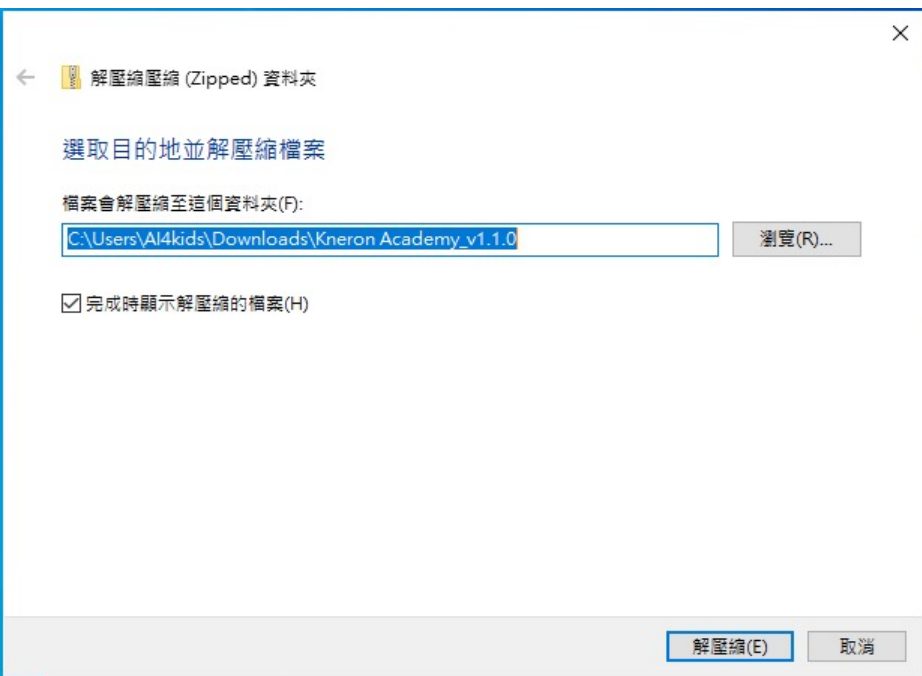 解壓縮壓縮 (Zipped) 資料夾
選取目的地並解壓縮檔案
檔案會解壓縮至這個資料夾(F):
C:\Users\AI4kids\Downloads\Kneron Academy_v1.1.0
瀏覽(R)...
完成時顯示解壓縮的檔案(H)
解壓縮(E)
取消